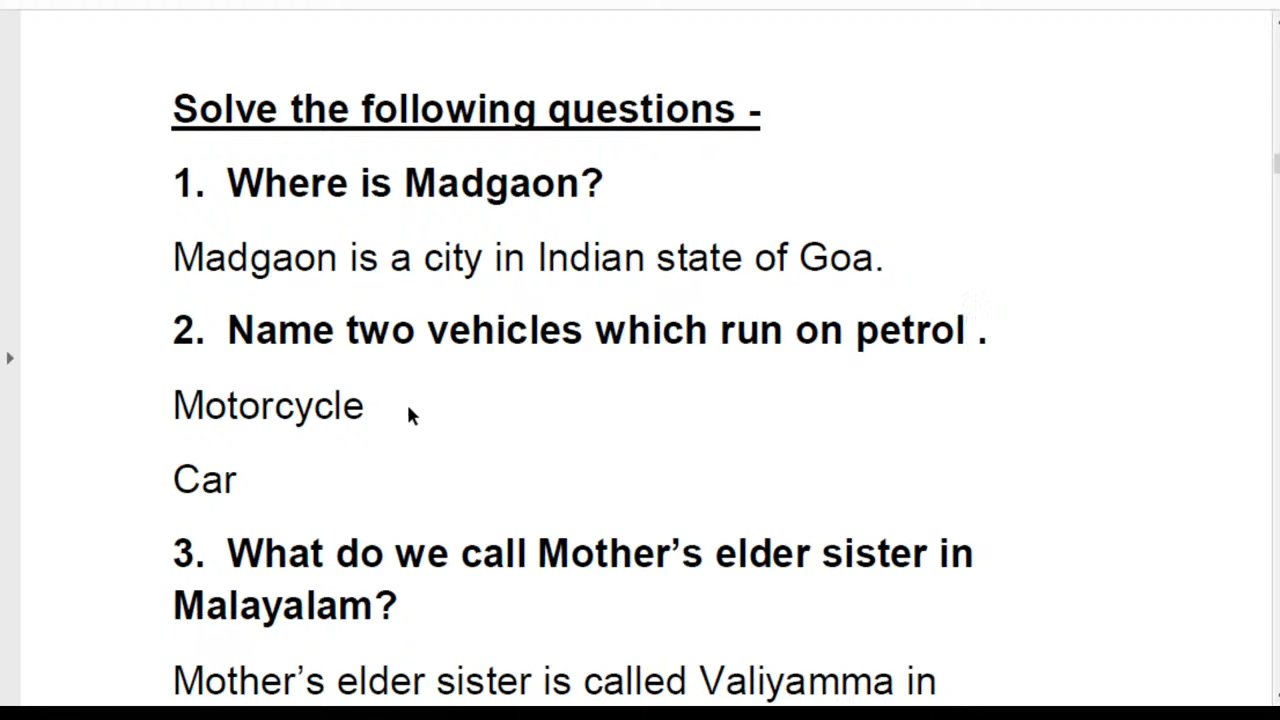 Solve the following questions -
1. Where is Madgaon?
Madgaon is a city in Indian state of Goa.
2. Name two vehicles which run on petrol .
Motorcycle
Car
3. What do we call Mother’s elder sister in
Malayalam?
Mother’s elder sister is called Valiyamma in